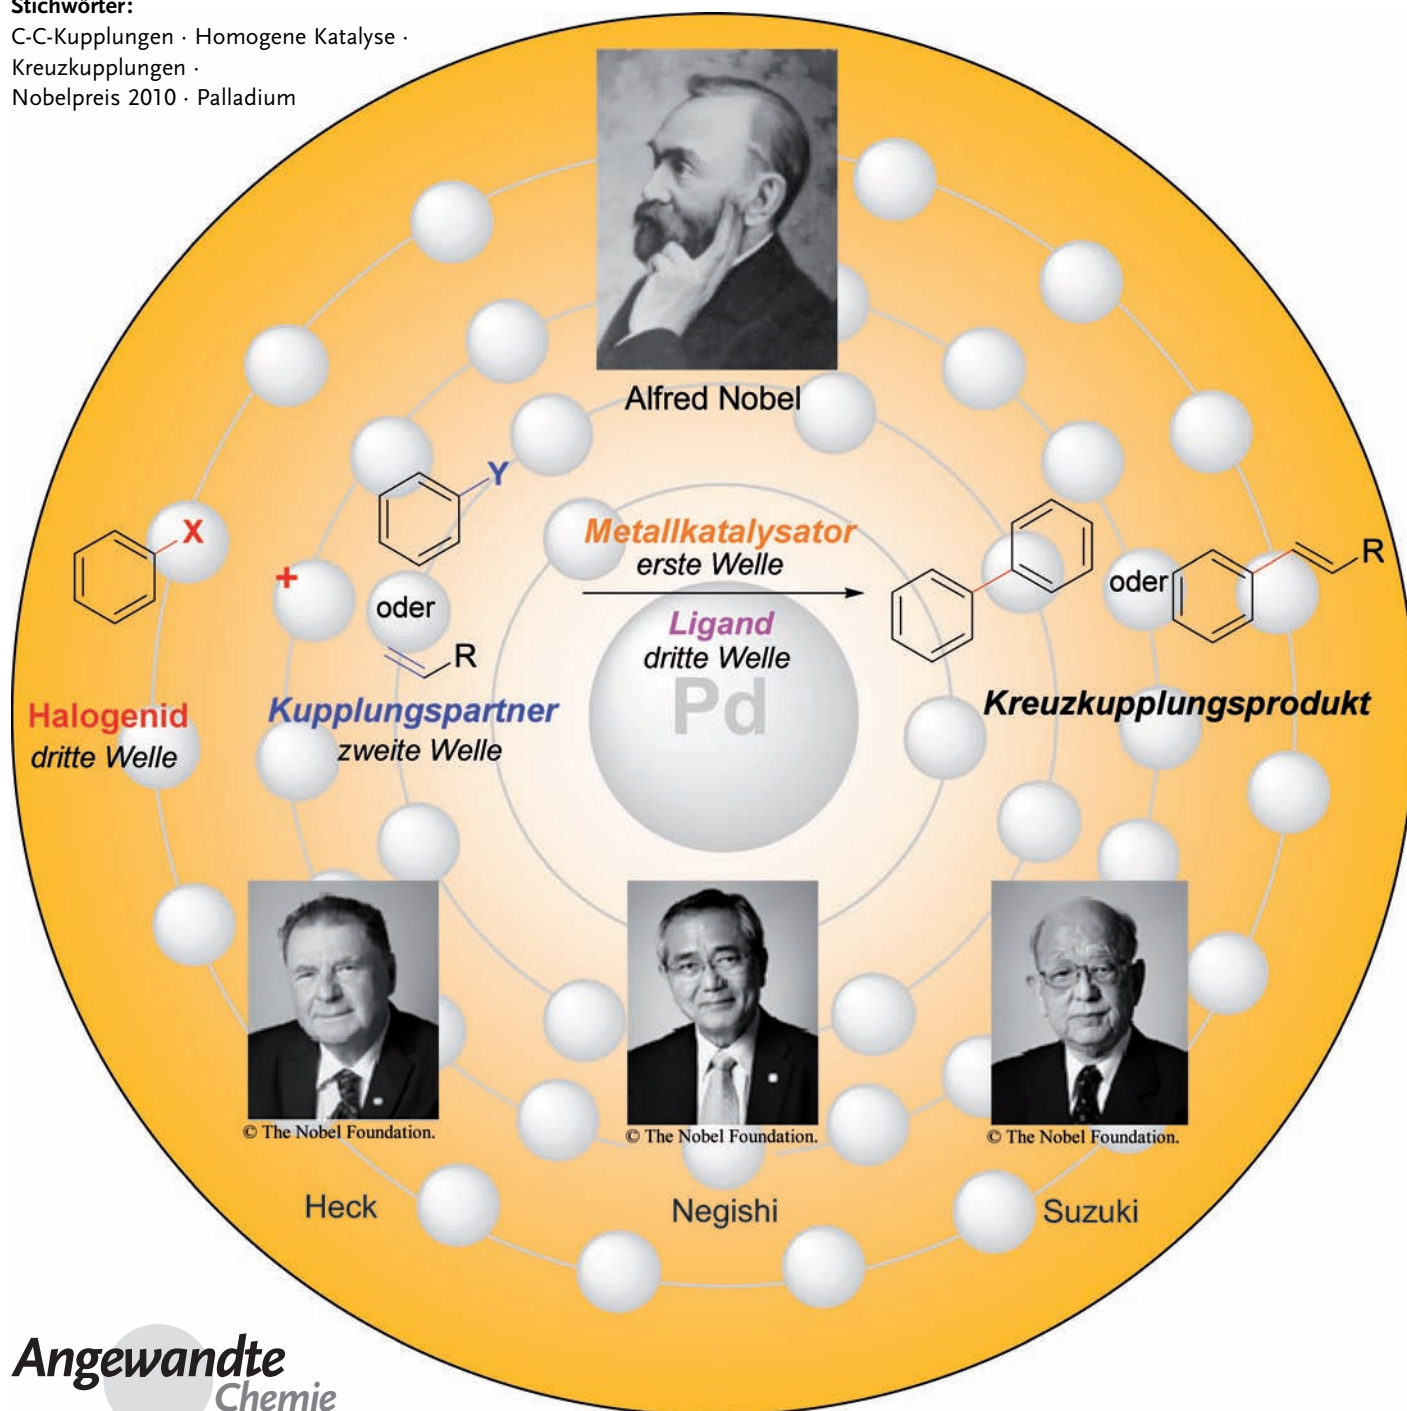 Stichwörter:
C-C-Kupplungen · Homogene Katalyse ·
Kreuzkupplungen ·
Nobelpreis 2010 · Palladium
Alfred Nobel
X
+
Y
oder
R
Metallkatalysator
erste Welle
Ligand
dritte Welle
Pd
oder
R
Halogenid
dritte Welle
Kupplungspartner
zweite Welle
Kreuzkupplungsprodukt
© The Nobel Foundation.
© The Nobel Foundation.
© The Nobel Foundation.
Heck
Negishi
Suzuki
Angewandte
Chemie